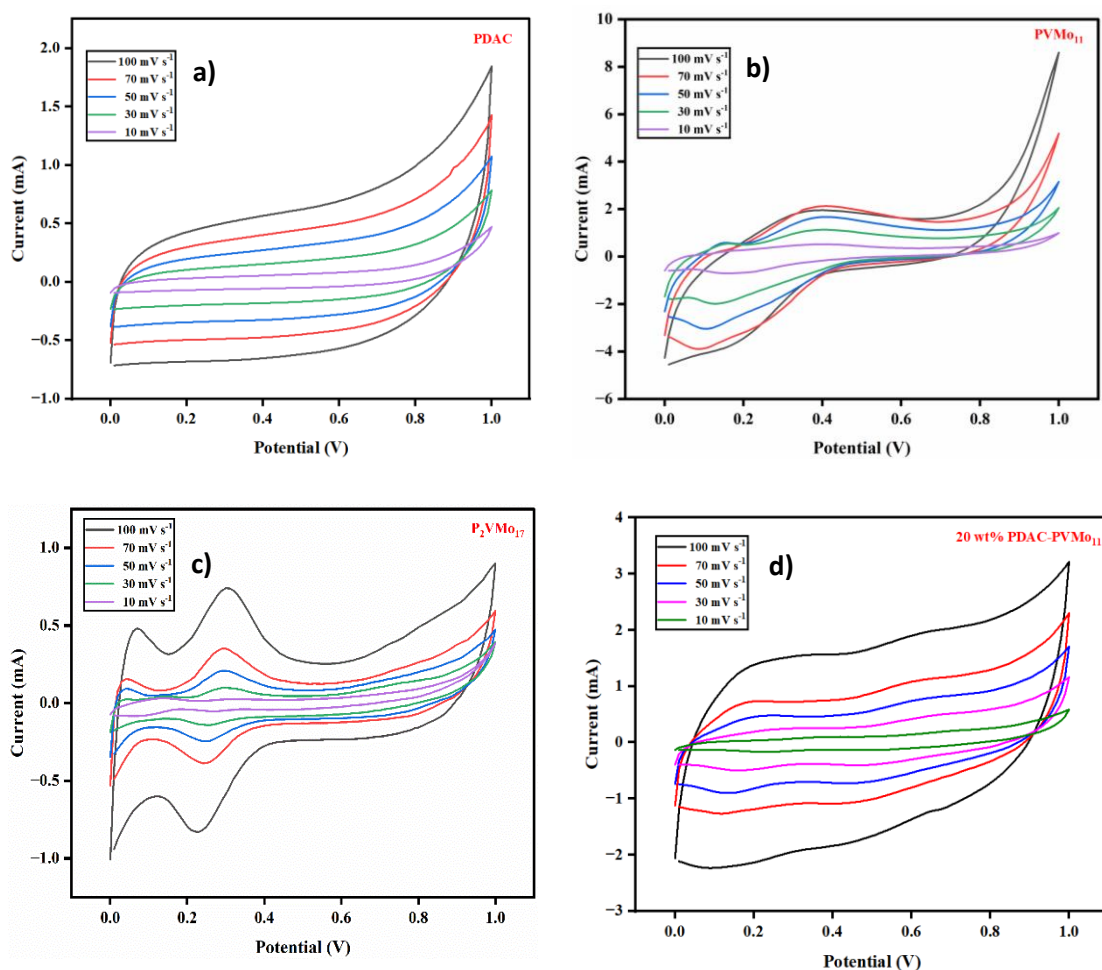 a)
PDAC
100 mV s⁻¹
70 mV s⁻¹
50 mV s⁻¹
30 mV s⁻¹
10 mV s⁻¹
2.0
1.5
1.0
0.5
0.0
−0.5
−1.0
Current (mA)
0.0 0.2 0.4 0.6 0.8 1.0
Potential (V)
b)
PVMo₁₁
100 mV s⁻¹
70 mV s⁻¹
50 mV s⁻¹
30 mV s⁻¹
10 mV s⁻¹
10
8
6
4
2
0
−2
−4
−6
Current (mA)
0.0 0.2 0.4 0.6 0.8 1.0
Potential (V)
c)
P₂VMo₁₇
100 mV s⁻¹
70 mV s⁻¹
50 mV s⁻¹
30 mV s⁻¹
10 mV s⁻¹
1.0
0.5
0.0
−0.5
−1.0
Current (mA)
0.0 0.2 0.4 0.6 0.8 1.0
Potential (V)
d)
20 wt% PDAC-PVMo₁₁
100 mV s⁻¹
70 mV s⁻¹
50 mV s⁻¹
30 mV s⁻¹
10 mV s⁻¹
4
3
2
1
0
−1
−2
−3
Current (mA)
0.0 0.2 0.4 0.6 0.8 1.0
Potential (V)